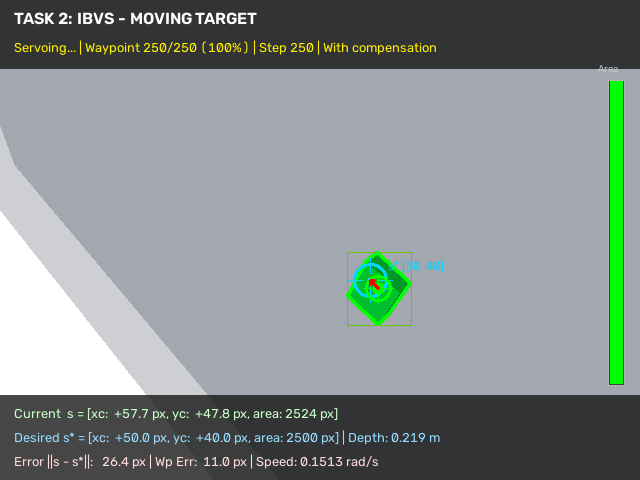 TASK 2: IBVS - MOVING TARGET
Servoing... | Waypoint 250/250 (100%) | Step 250 | With compensation
Area
[50, 40]
Current s = [xc: +57.7 px, yc: +47.8 px, area: 2524 px]
Desired s* = [xc: +50.0 px, yc: +40.0 px, area: 2500 px] | Depth: 0.219 m
Error ||s - s*||: 26.4 px | Wp Err: 11.0 px | Speed: 0.1513 rad/s